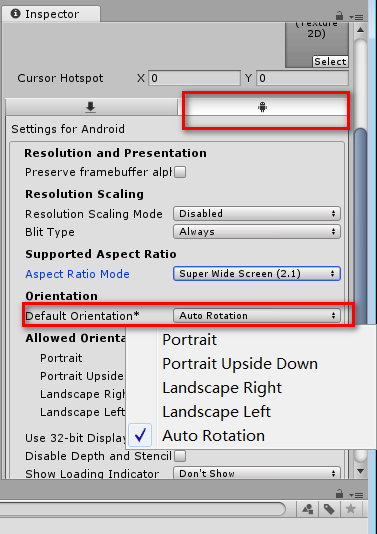 Inspector
(Texture
2D)
Select
Cursor Hotspot X 0 Y 0
Settings for Android
Resolution and Presentation
Preserve framebuffer alph
Resolution Scaling
Resolution Scaling Mode Disabled
Blit Type Always
Supported Aspect Ratio
Aspect Ratio Mode Super Wide Screen (2.1)
Orientation
Default Orientation* Auto Rotation
Allowed Orienta
Portrait
Portrait Upside
Landscape Righ
Landscape Left
Portrait
Portrait Upside Down
Landscape Right
Landscape Left
Auto Rotation
Use 32-bit Display
Disable Depth and Stencil
Show Loading Indicator Don't Show